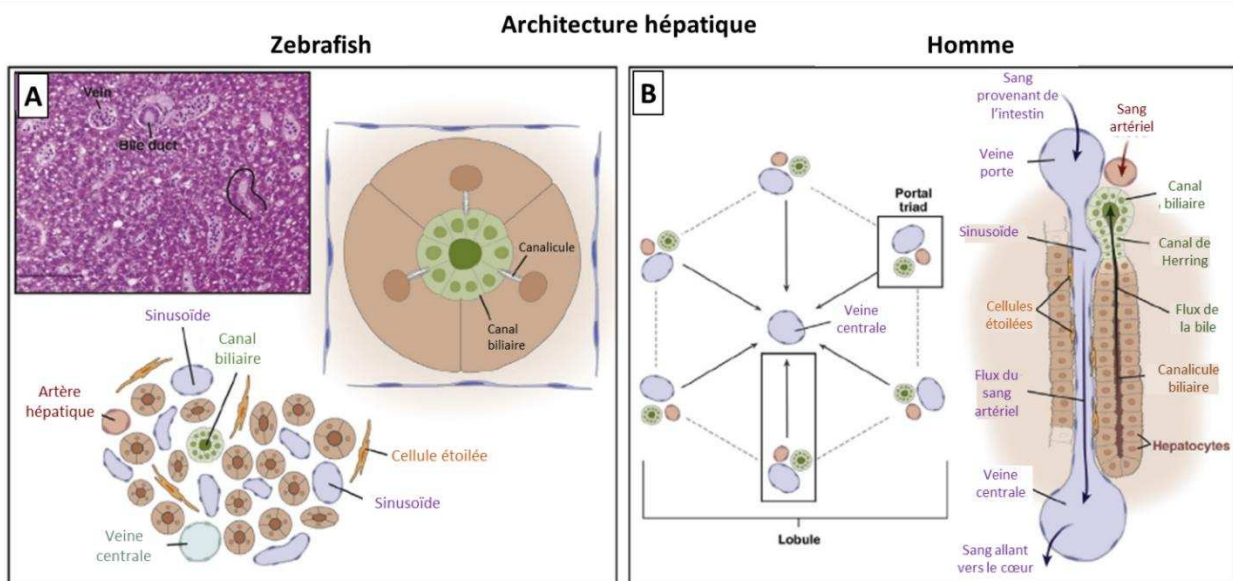 Architecture hépatique
Zebrafish
Homme
A
Vein
Bile duct
Canalicule
Canal
biliaire
Sinusoïde
Canal
biliaire
Artère
hépatique
Cellule étoilée
Sinusoïde
Veine
centrale
B
Sang
provenant de
l'intestin
Sang
artériel
Veine
porte
Portal
triad
Canal
biliaire
Sinusoïde
Canal de
Herring
Cellules
étoilées
Veine
centrale
Flux de
la bile
Flux du
sang
artériel
Canalicule
biliaire
Hepatocytes
Veine
centrale
Lobule
Sang allant
vers le cœur